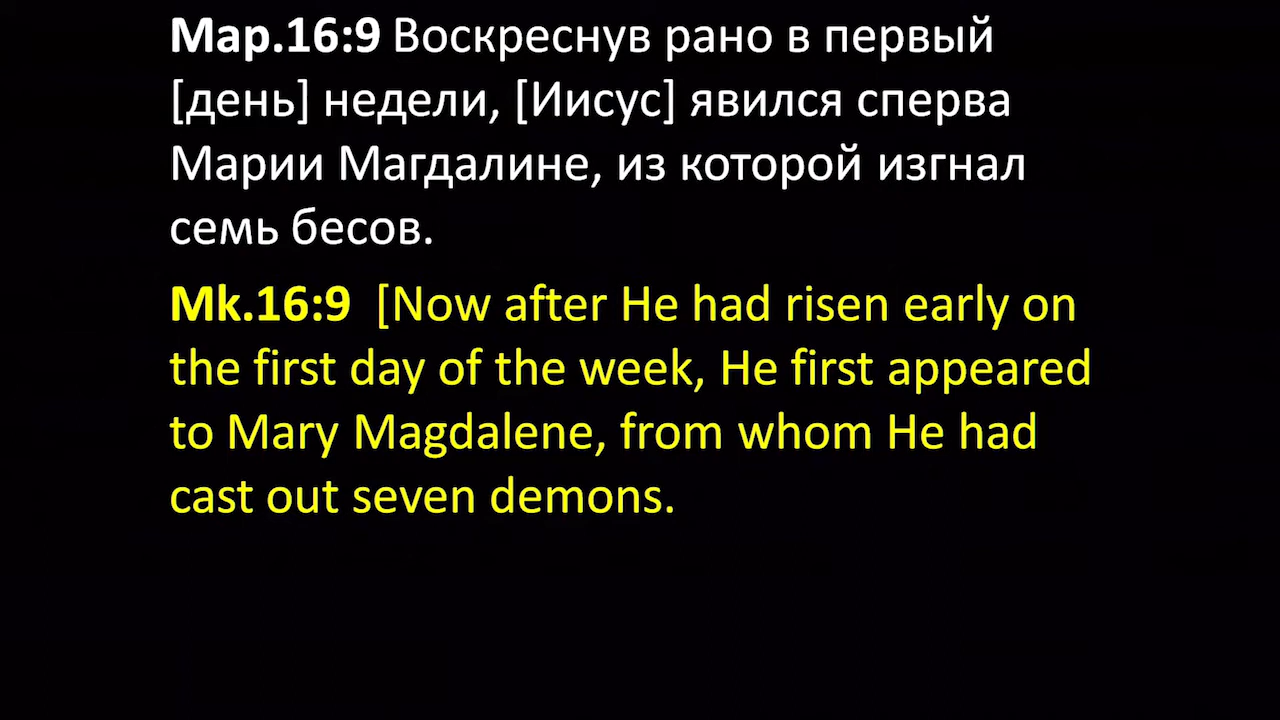 Мар.16:9 Воскреснув рано в первый
[день] недели, [Иисус] явился сперва
Марии Магдалине, из которой изгнал
семь бесов.
Mk.16:9 [Now after He had risen early on
the first day of the week, He first appeared
to Mary Magdalene, from whom He had
cast out seven demons.